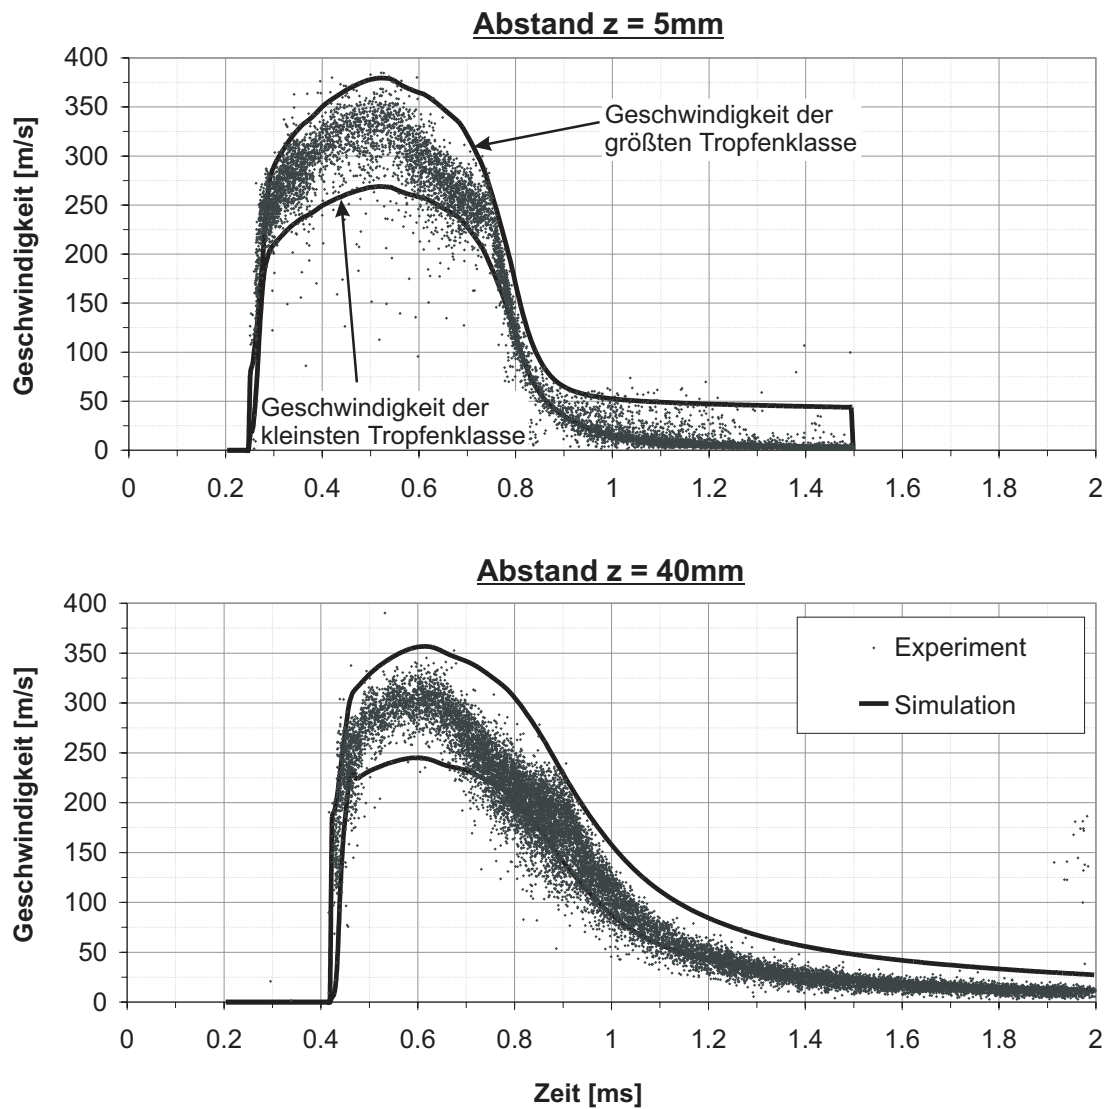 Abstand z = 5mm
400
350
300
250
200
150
100
50
0
Geschwindigkeit [m/s]
Geschwindigkeit der
größten Tropfenklasse
Geschwindigkeit der
kleinsten Tropfenklasse
0 0.2 0.4 0.6 0.8 1 1.2 1.4 1.6 1.8 2
Abstand z = 40mm
400
350
300
250
200
150
100
50
0
Geschwindigkeit [m/s]
Experiment
Simulation
0 0.2 0.4 0.6 0.8 1 1.2 1.4 1.6 1.8 2
Zeit [ms]